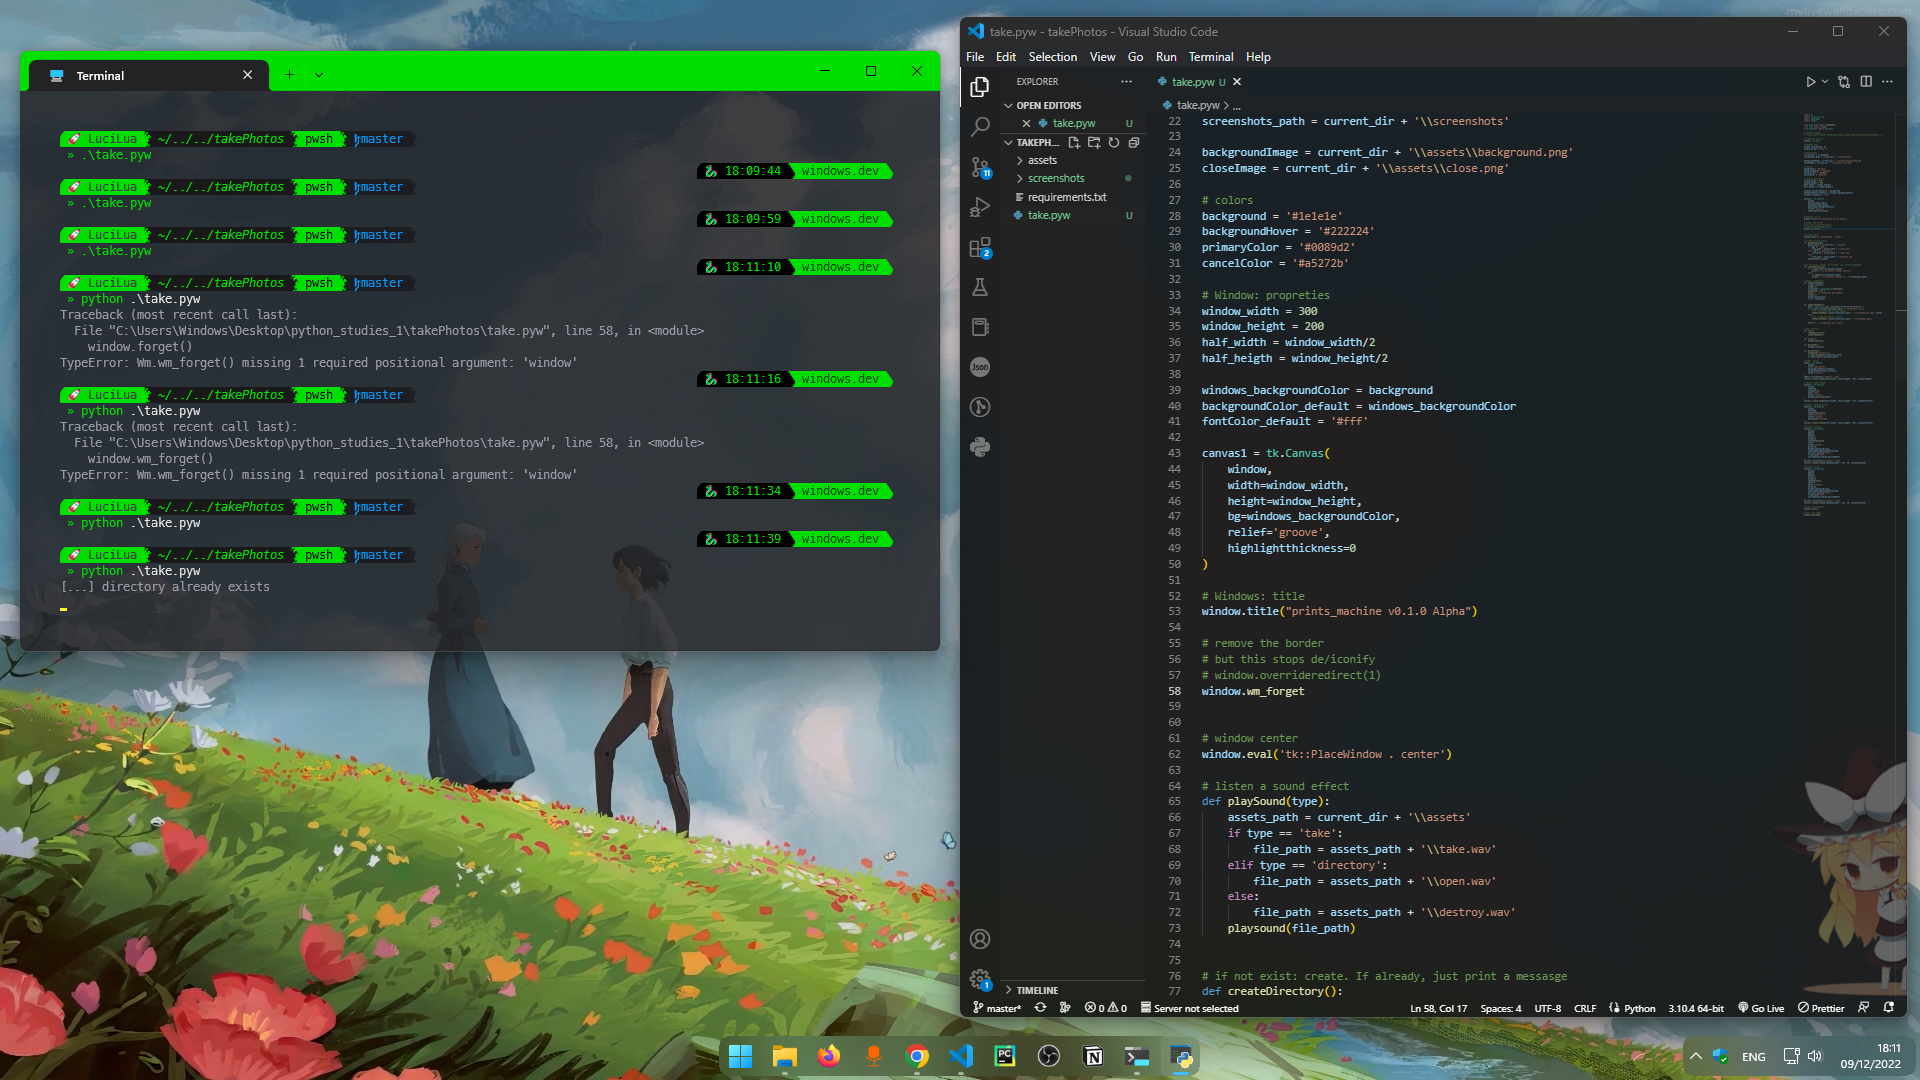 mylivewallpapers.com
Terminal
LuciLua ~/../../takePhotos pwsh master
» .\take.pyw
18:09:44 windows.dev
LuciLua ~/../../takePhotos pwsh master
» .\take.pyw
18:09:59 windows.dev
LuciLua ~/../../takePhotos pwsh master
» .\take.pyw
18:11:10 windows.dev
LuciLua ~/../../takePhotos pwsh master
» python .\take.pyw
Traceback (most recent call last):
File "C:\Users\Windows\Desktop\python_studies_1\takePhotos\take.pyw", line 58, in <module>
window.forget()
TypeError: Wm.wm_forget() missing 1 required positional argument: 'window'
18:11:16 windows.dev
LuciLua ~/../../takePhotos pwsh master
» python .\take.pyw
Traceback (most recent call last):
File "C:\Users\Windows\Desktop\python_studies_1\takePhotos\take.pyw", line 58, in <module>
window.wm_forget()
TypeError: Wm.wm_forget() missing 1 required positional argument: 'window'
18:11:34 windows.dev
LuciLua ~/../../takePhotos pwsh master
» python .\take.pyw
18:11:39 windows.dev
LuciLua ~/../../takePhotos pwsh master
» python .\take.pyw
[...] directory already exists
take.pyw - takePhotos - Visual Studio Code
File Edit Selection View Go Run Terminal Help
EXPLORER
OPEN EDITORS
take.pyw U
TAKEPH...
assets
screenshots
requirements.txt
take.pyw U
TIMELINE
11
2
Json
1
take.pyw U
take.pyw > ...
22 screenshots_path = current_dir + '\\screenshots'
23
24 backgroundImage = current_dir + '\\assets\\background.png'
25 closeImage = current_dir + '\\assets\\close.png'
26
27 # colors
28 background = '#1e1e1e'
29 backgroundHover = '#222224'
30 primaryColor = '#0089d2'
31 cancelColor = '#a5272b'
32
33 # Window: propreties
34 window_width = 300
35 window_height = 200
36 half_width = window_width/2
37 half_heigth = window_height/2
38
39 windows_backgroundColor = background
40 backgroundColor_default = windows_backgroundColor
41 fontColor_default = '#fff'
42
43 canvas1 = tk.Canvas(
44 window,
45 width=window_width,
46 height=window_height,
47 bg=windows_backgroundColor,
48 relief='groove',
49 highlightthickness=0
50 )
51
52 # Windows: title
53 window.title("prints_machine v0.1.0 Alpha")
54
55 # remove the border
56 # but this stops de/iconify
57 # window.overrideredirect(1)
58 window.wm_forget
59
60
61 # window center
62 window.eval('tk::PlaceWindow . center')
63
64 # listen a sound effect
65 def playSound(type):
66 assets_path = current_dir + '\\assets'
67 if type == 'take':
68 file_path = assets_path + '\\take.wav'
69 elif type == 'directory':
70 file_path = assets_path + '\\open.wav'
71 else:
72 file_path = assets_path + '\\destroy.wav'
73 playsound(file_path)
74
75
76 # if not exist: create. If already, just print a messasge
77 def createDirectory():
master* 0 0 Server not selected Ln 58, Col 17 Spaces: 4 UTF-8 CRLF Python 3.10.4 64-bit Go Live Prettier
PC
N
ENG
18:11
09/12/2022